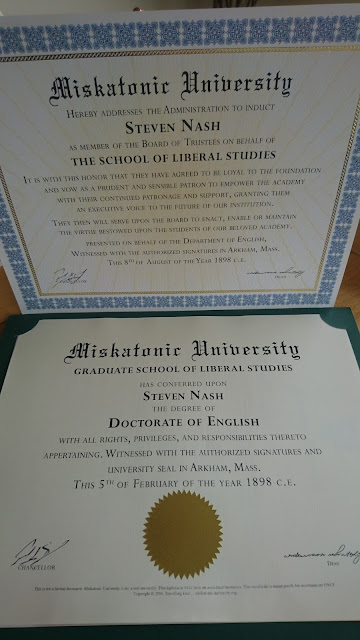 Miskatonic University
Hereby addresses the Administration to induct
Steven Nash
as member of the Board of Trustees on behalf of
THE SCHOOL OF LIBERAL STUDIES
It is with this honor that they have agreed to be loyal to the foundation
and vow as a prudent and sensible patron to empower the academy
with their continued patronage and support, granting them
an executive voice to the future of our institution.
They then will serve upon the board to enact, enable or maintain
the virtue bestowed upon the students of our beloved academy.
presented on behalf of the Department of English,
Witnessed with the authorized signatures in Arkham, Mass.
This 8th of August of the Year 1898 c.e.
Miskatonic University
GRADUATE SCHOOL OF LIBERAL STUDIES
has conferred upon
Steven Nash
the degree of
Doctorate of English
with all rights, privileges, and responsibilities thereto
appertaining. Witnessed with the authorized signatures and
university seal in Arkham, Mass.
This 5th of February of the year 1898 c.e.
Chancellor
Dean